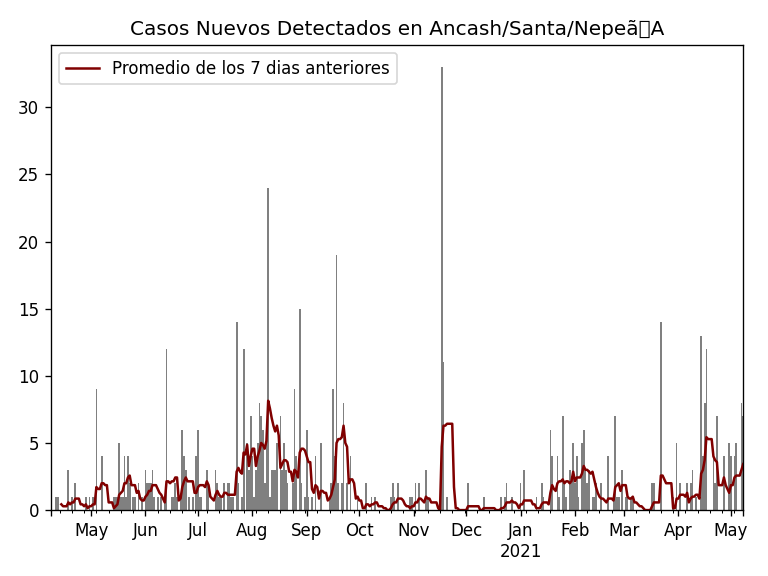 Casos Nuevos Detectados en Ancash/Santa/Nepeã▯A
Promedio de los 7 dias anteriores
30
25
20
15
10
5
0
May Jun Jul Aug Sep Oct Nov Dec Jan Feb Mar Apr May
2021